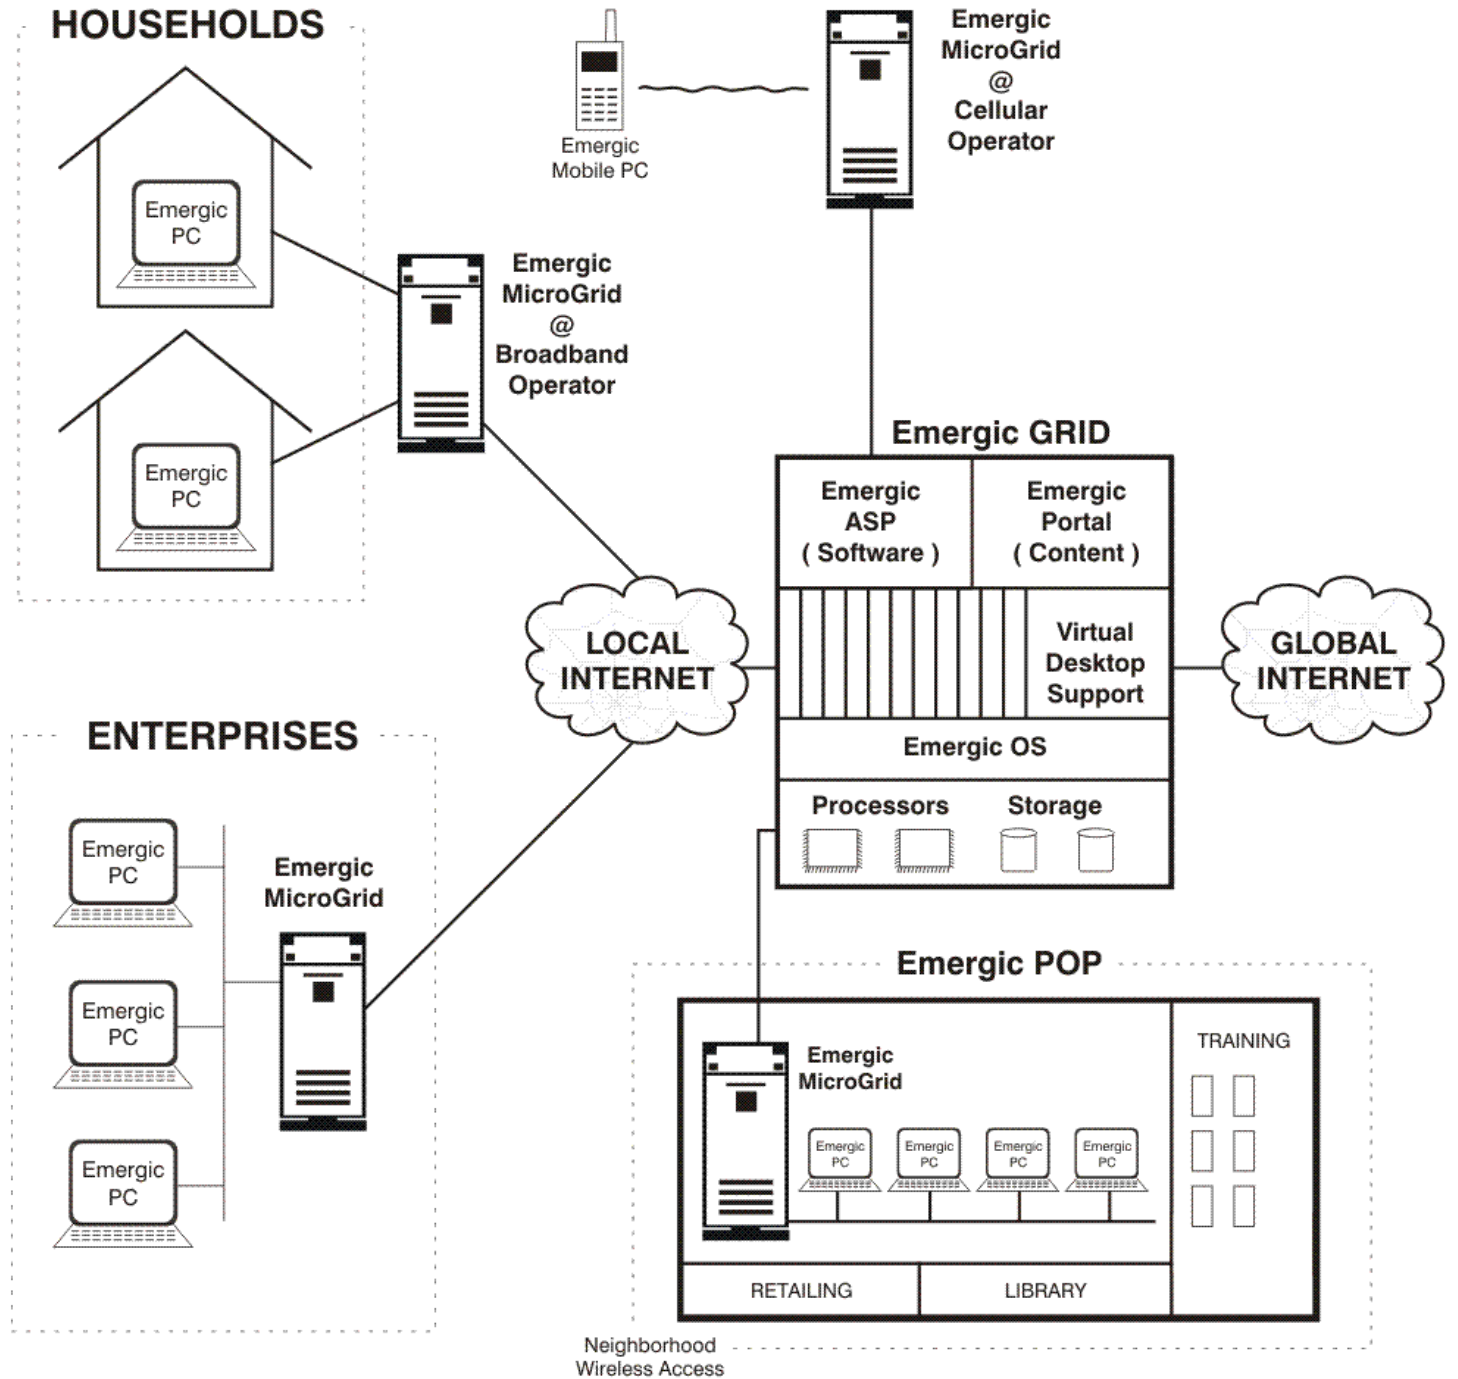 HOUSEHOLDS
Emergic
PC
Emergic
PC
Emergic
MicroGrid
@
Broadband
Operator
Emergic
Mobile PC
Emergic
MicroGrid
@
Cellular
Operator
Emergic GRID
Emergic
ASP
( Software )
Emergic
Portal
( Content )
Virtual
Desktop
Support
Emergic OS
Processors
Storage
LOCAL
INTERNET
GLOBAL
INTERNET
ENTERPRISES
Emergic
PC
Emergic
PC
Emergic
PC
Emergic
MicroGrid
Emergic POP
Emergic
MicroGrid
Emergic
PC
Emergic
PC
Emergic
PC
Emergic
PC
TRAINING
RETAILING
LIBRARY
Neighborhood
Wireless Access